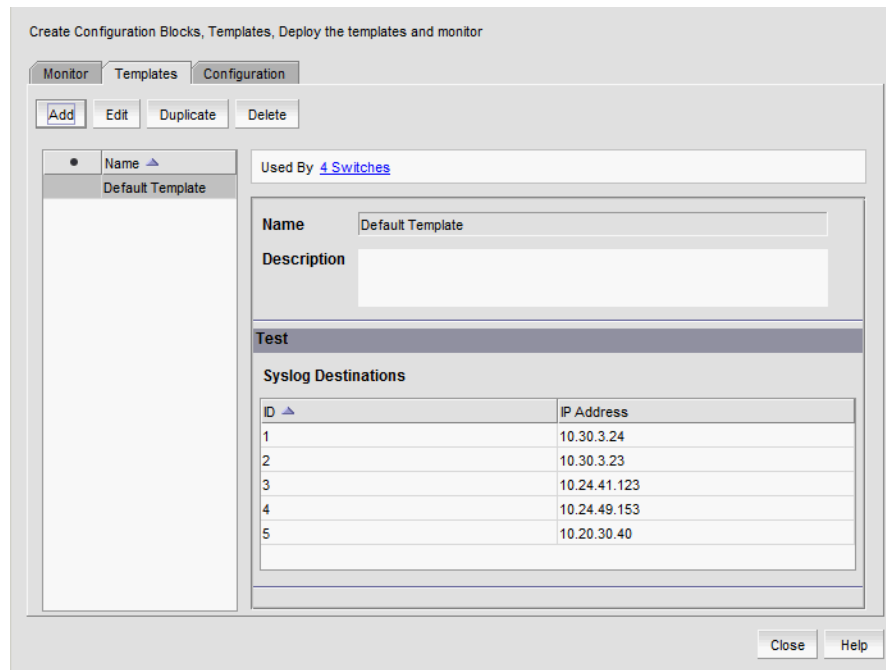 Create Configuration Blocks, Templates, Deploy the templates and monitor
Monitor Templates Configuration
Add Edit Duplicate Delete
Name
Default Template
Used By 4 Switches
Name Default Template
Description
Test
Syslog Destinations
ID IP Address
1 10.30.3.24
2 10.30.3.23
3 10.24.41.123
4 10.24.49.153
5 10.20.30.40
Close Help